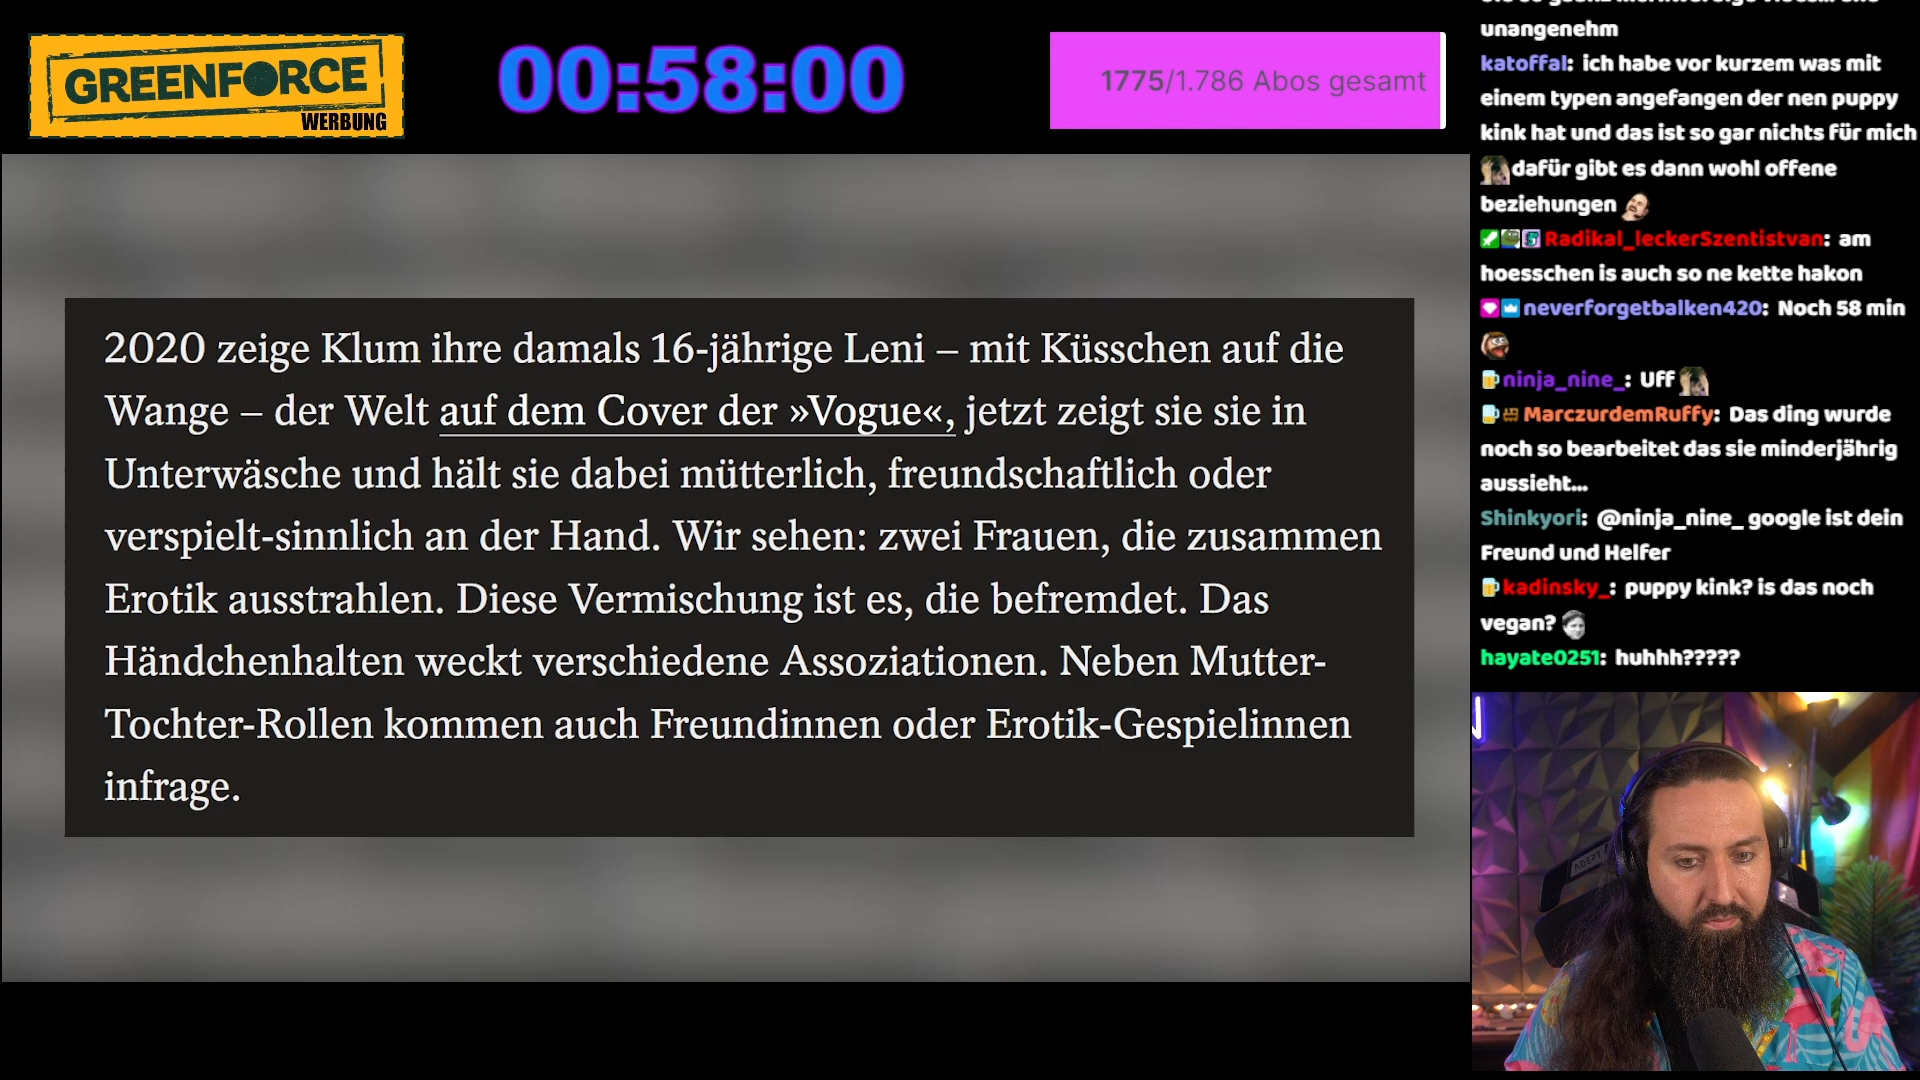 GREENFORCE
WERBUNG
00:58:00
1775/1.786 Abos gesamt
2020 zeige Klum ihre damals 16-jährige Leni – mit Küsschen auf die
Wange – der Welt auf dem Cover der »Vogue«, jetzt zeigt sie sie in
Unterwäsche und hält sie dabei mütterlich, freundschaftlich oder
verspielt-sinnlich an der Hand. Wir sehen: zwei Frauen, die zusammen
Erotik ausstrahlen. Diese Vermischung ist es, die befremdet. Das
Händchenhalten weckt verschiedene Assoziationen. Neben Mutter-
Tochter-Rollen kommen auch Freundinnen oder Erotik-Gespielinnen
infrage.
unangenehm
katoffal: ich habe vor kurzem was mit
einem typen angefangen der nen puppy
kink hat und das ist so gar nichts für mich
dafür gibt es dann wohl offene
beziehungen
Radikal_leckerSzentistvan: am
hoesschen is auch so ne kette hakon
neverforgetbalken420: Noch 58 min
ninja_nine_: Uff
MarczurdemRuffy: Das ding wurde
noch so bearbeitet das sie minderjährig
aussieht...
Shinkyori: @ninja_nine_ google ist dein
Freund und Helfer
kadinsky_: puppy kink? is das noch
vegan?
hayate0251: huhhh?????
ADEPT